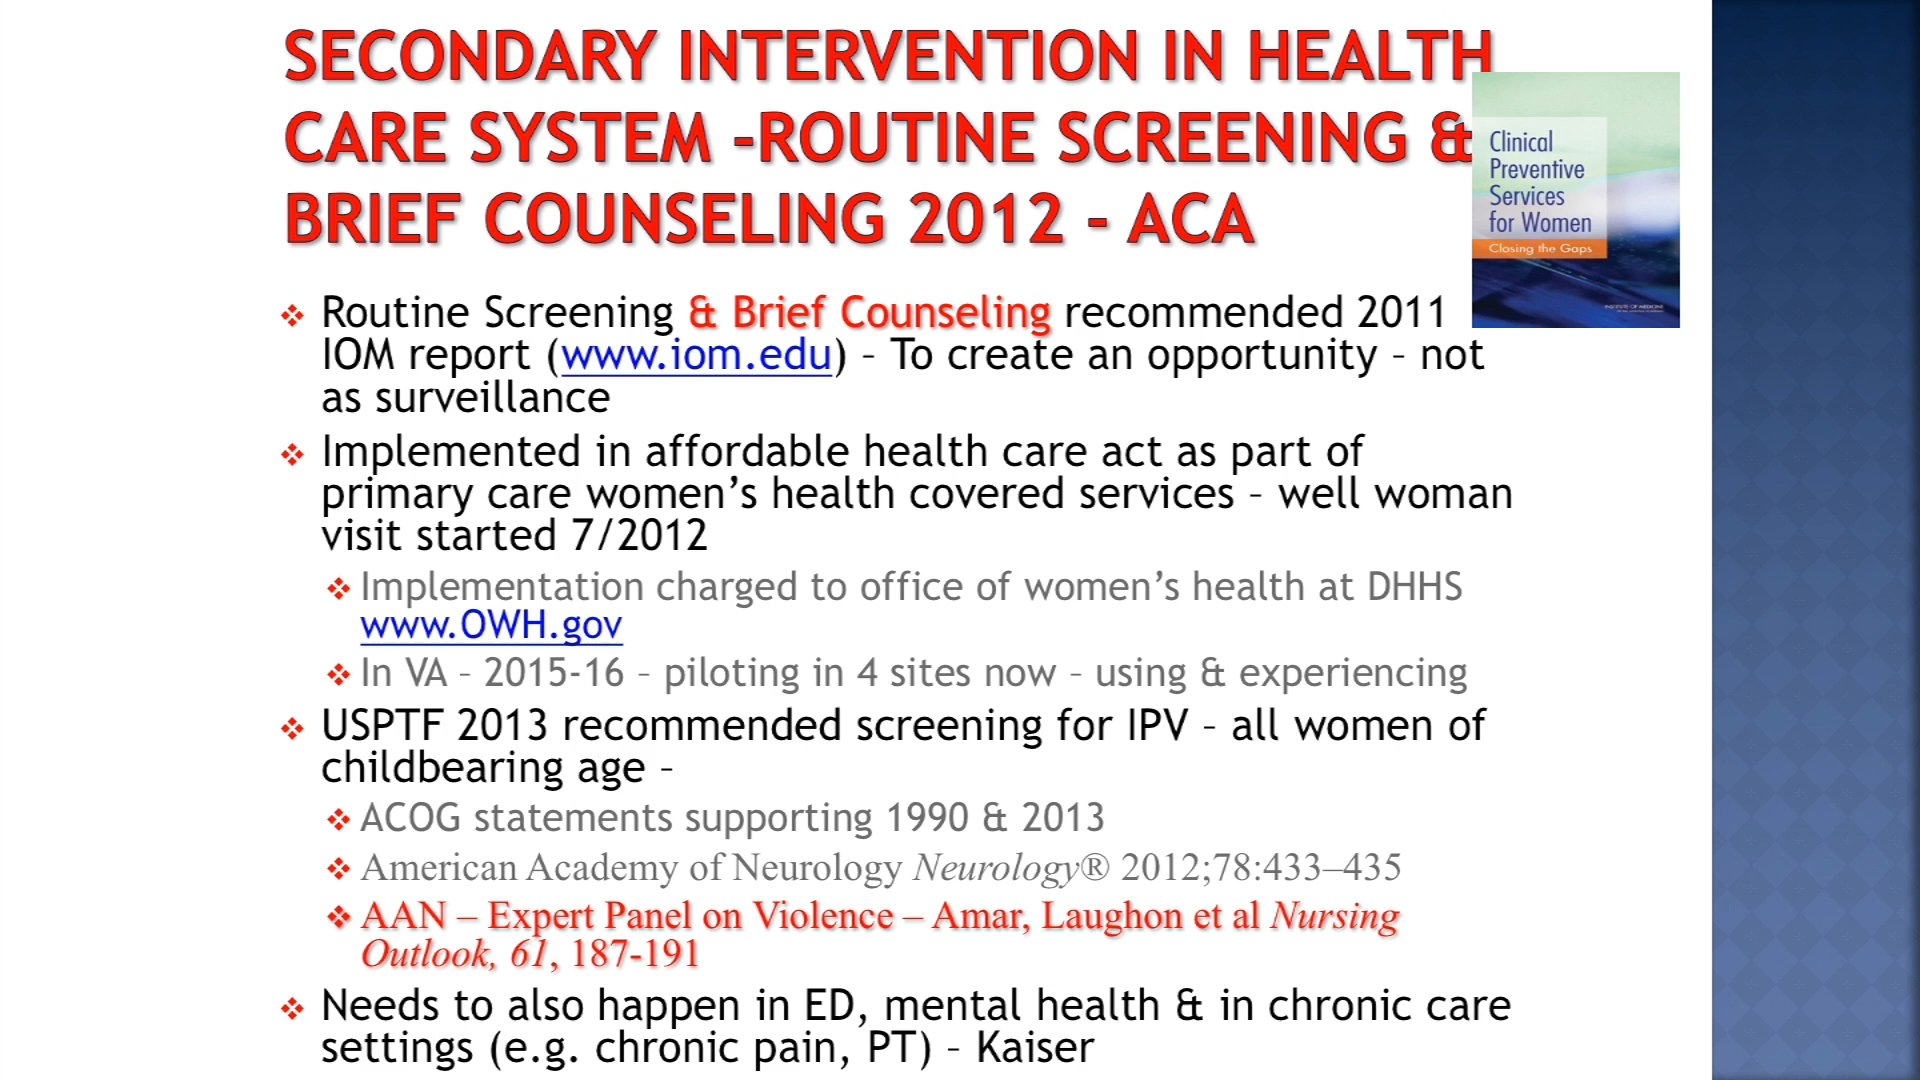 SECONDARY INTERVENTION IN HEALTH
CARE SYSTEM -ROUTINE SCREENING &
BRIEF COUNSELING 2012 - ACA
Clinical
Preventive
Services
for Women
Closing the Gaps
INSTITUTE OF MEDICINE
Routine Screening & Brief Counseling recommended 2011
IOM report (www.iom.edu) – To create an opportunity – not
as surveillance
Implemented in affordable health care act as part of
primary care women’s health covered services – well woman
visit started 7/2012
Implementation charged to office of women’s health at DHHS
www.OWH.gov
In VA – 2015-16 – piloting in 4 sites now – using & experiencing
USPTF 2013 recommended screening for IPV – all women of
childbearing age –
ACOG statements supporting 1990 & 2013
American Academy of Neurology Neurology® 2012;78:433–435
AAN – Expert Panel on Violence – Amar, Laughon et al Nursing
Outlook, 61, 187-191
Needs to also happen in ED, mental health & in chronic care
settings (e.g. chronic pain, PT) – Kaiser